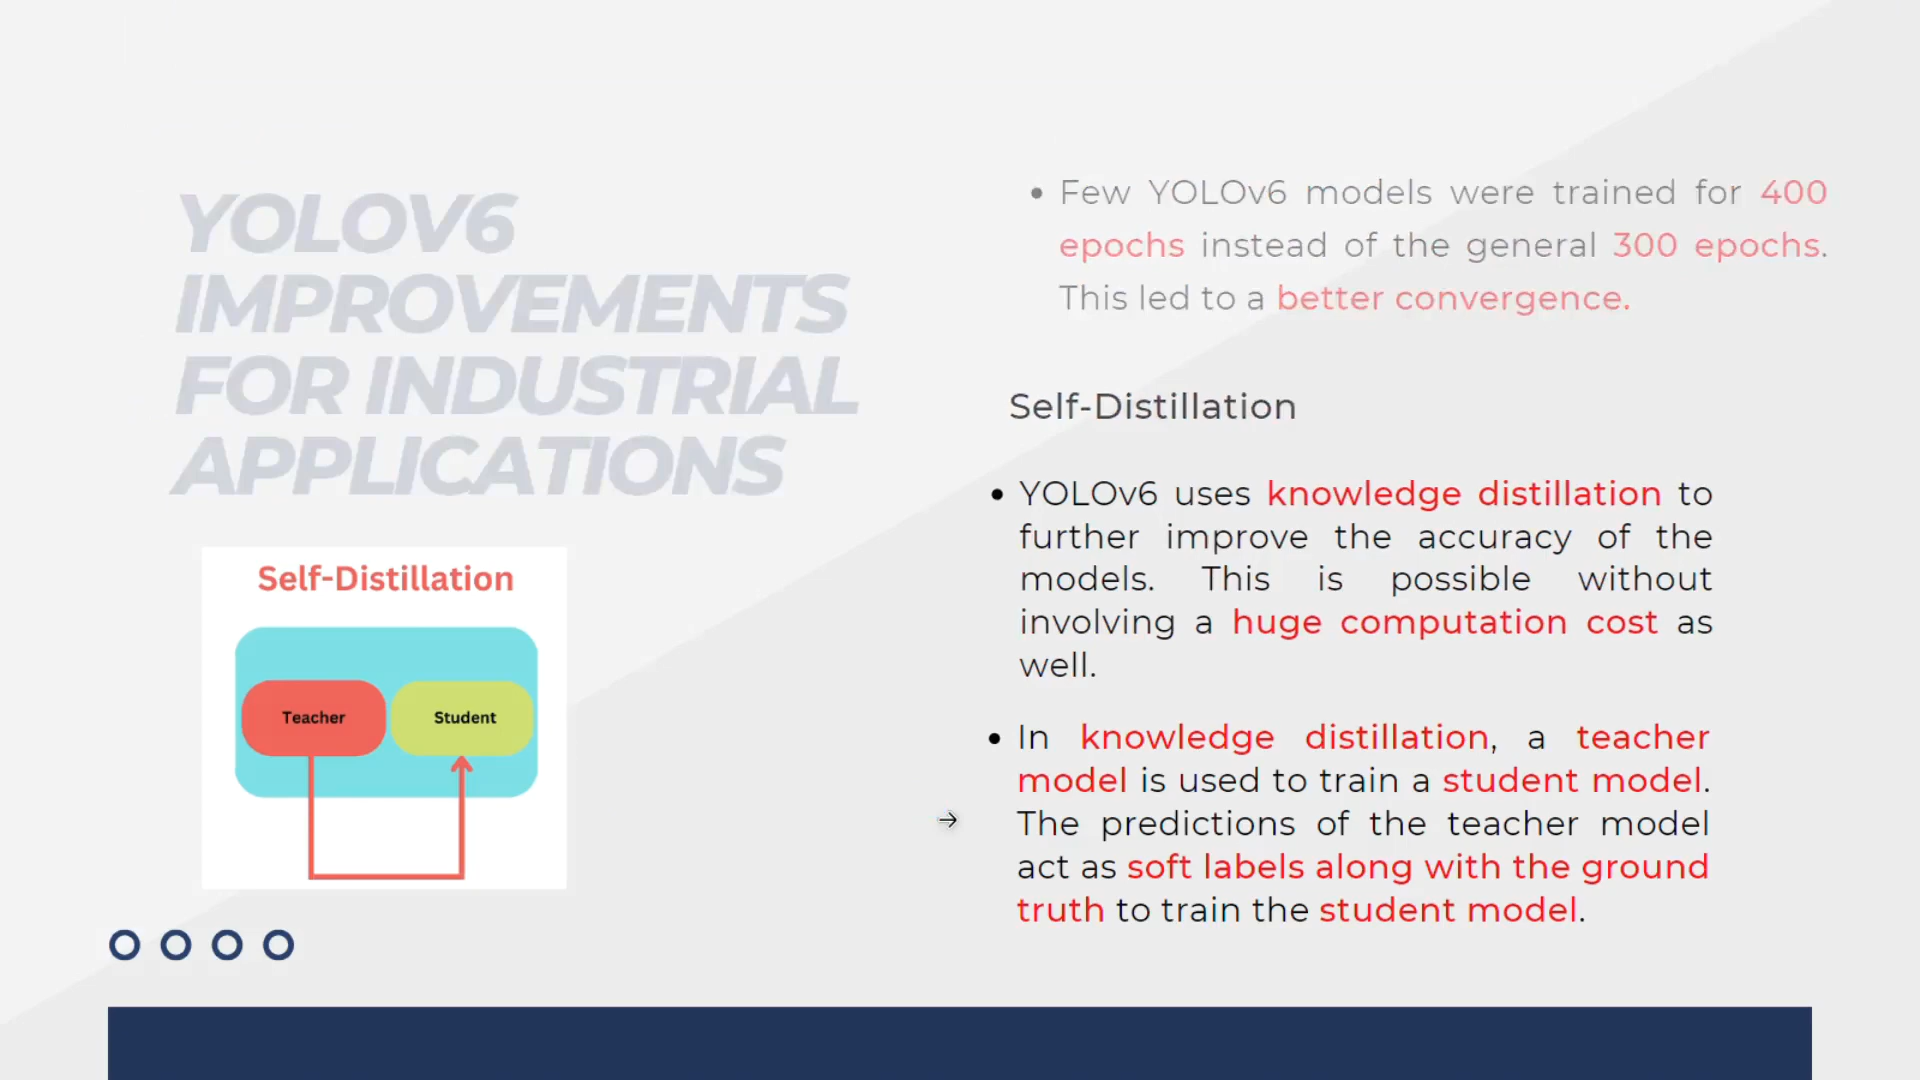 YOLOV6
IMPROVEMENTS
FOR INDUSTRIAL
APPLICATIONS
Self-Distillation
Teacher
Student
• Few YOLOv6 models were trained for 400
epochs instead of the general 300 epochs.
This led to a better convergence.
Self-Distillation
• YOLOv6 uses knowledge distillation to
further improve the accuracy of the
models. This is possible without
involving a huge computation cost as
well.
• In knowledge distillation, a teacher
model is used to train a student model.
The predictions of the teacher model
act as soft labels along with the ground
truth to train the student model.